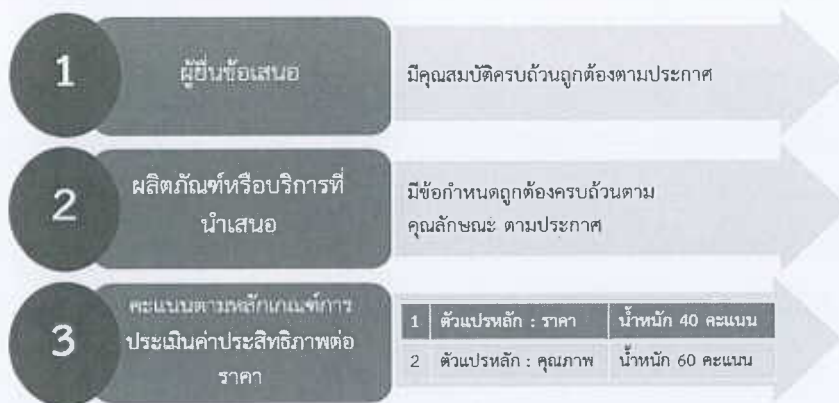 1
ผู้ยื่นข้อเสนอ
มีคุณสมบัติครบถ้วนถูกต้องตามประกาศ
2
ผลิตภัณฑ์หรือบริการที่
นำเสนอ
มีข้อกำหนดถูกต้องครบถ้วนตาม
คุณลักษณะ ตามประกาศ
3
คะแนนตามหลักเกณฑ์การ
ประเมินค่าประสิทธิภาพต่อ
ราคา
1 ตัวแปรหลัก : ราคา น้ำหนัก 40 คะแนน
2 ตัวแปรหลัก : คุณภาพ น้ำหนัก 60 คะแนน